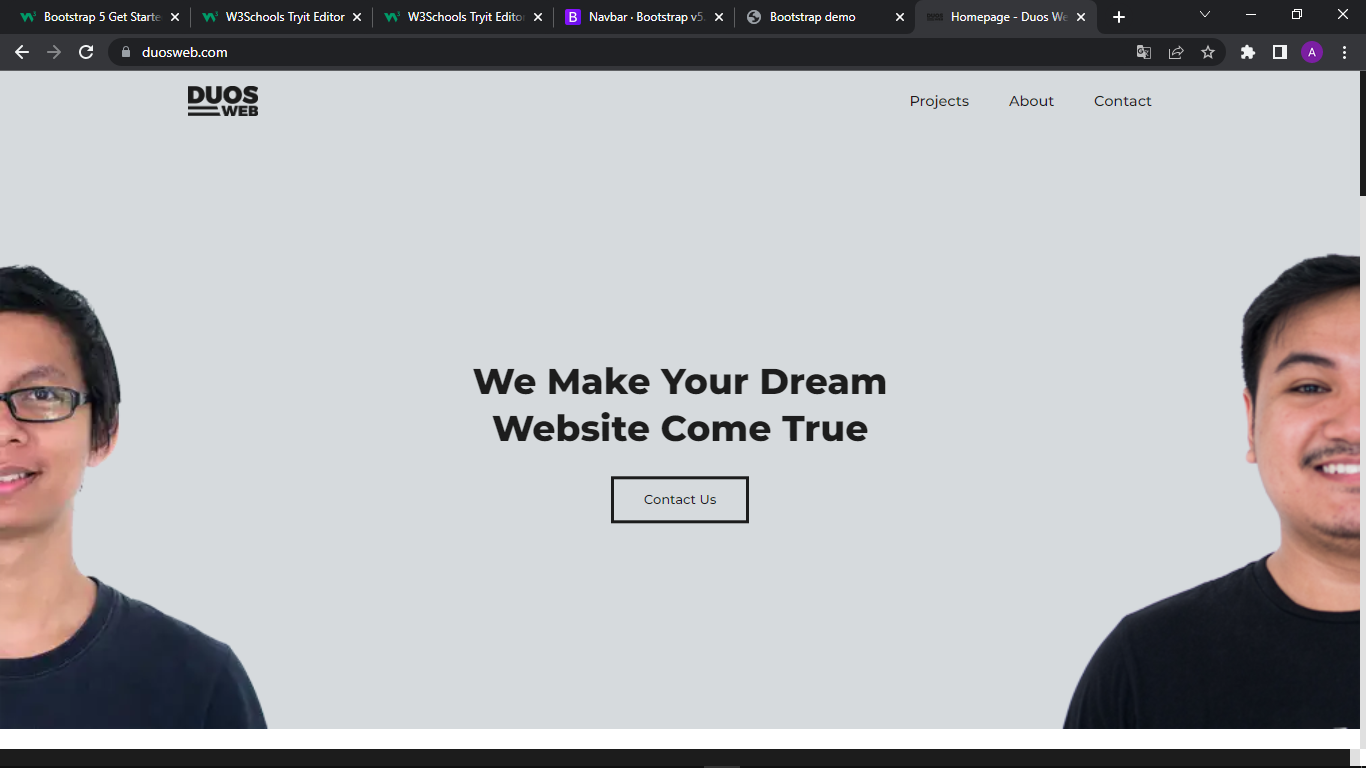 Bootstrap 5 Get Starte
W3Schools Tryit Editor
W3Schools Tryit Edito
B Navbar · Bootstrap v5.
Bootstrap demo
Homepage - Duos We
duosweb.com
A
DUOS
WEB
Projects
About
Contact
We Make Your Dream
Website Come True
Contact Us